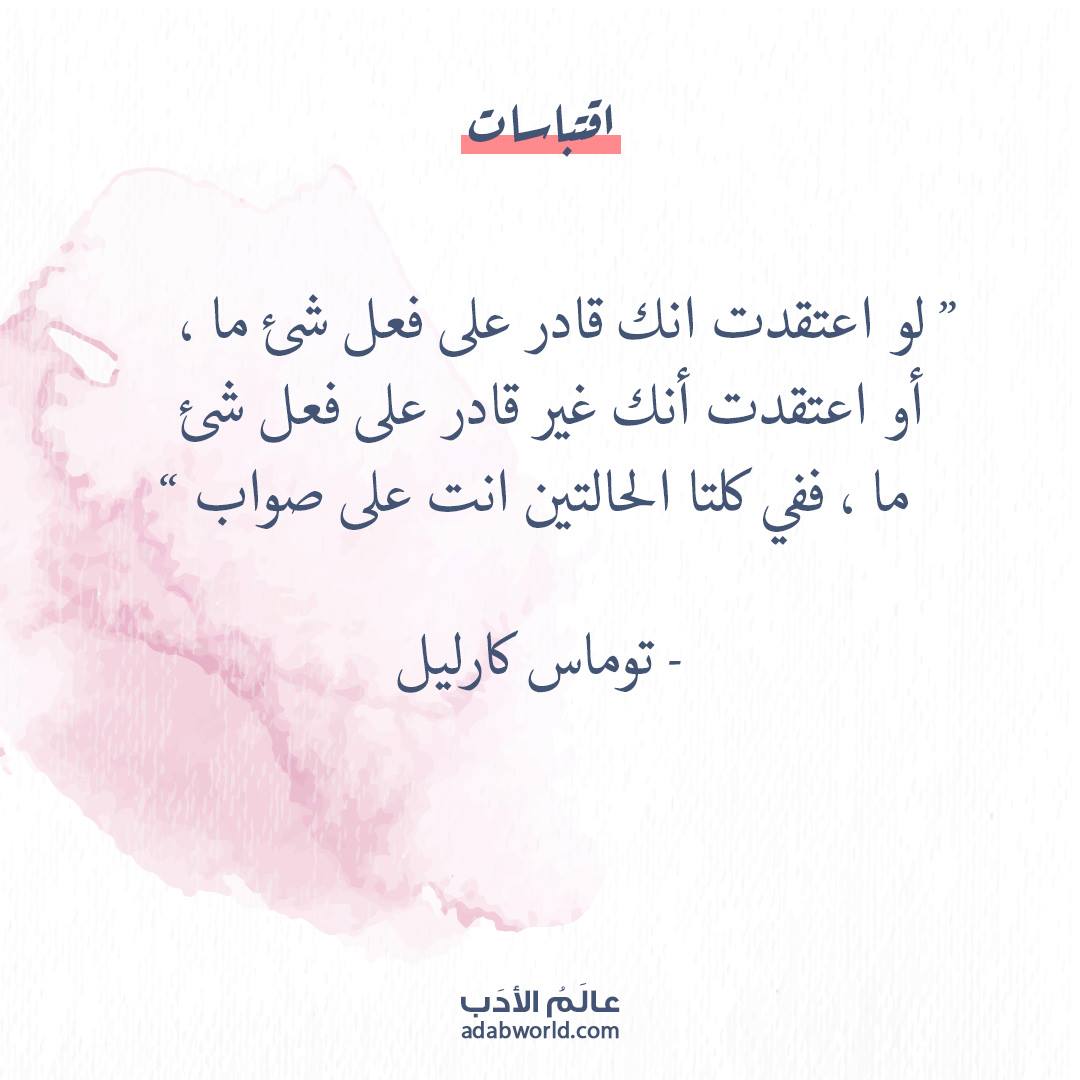 اقتباسات
” لو اعتقدت انك قادر على فعل شئ ما ،
أو اعتقدت أنك غير قادر على فعل شئ
ما ، ففي كلتا الحالتين انت على صواب “
- توماس كارليل
عالَمُ الأدَب
adabworld.com